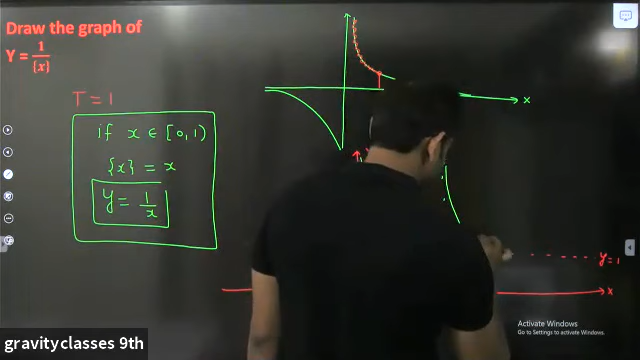 Draw the graph of
Y = 1/{x}
T = 1
if x ∈ [0,1)
{x} = x
y = 1/x
x
y = 1
x
Activate Windows
Go to Settings to activate Windows.
gravityclasses 9th